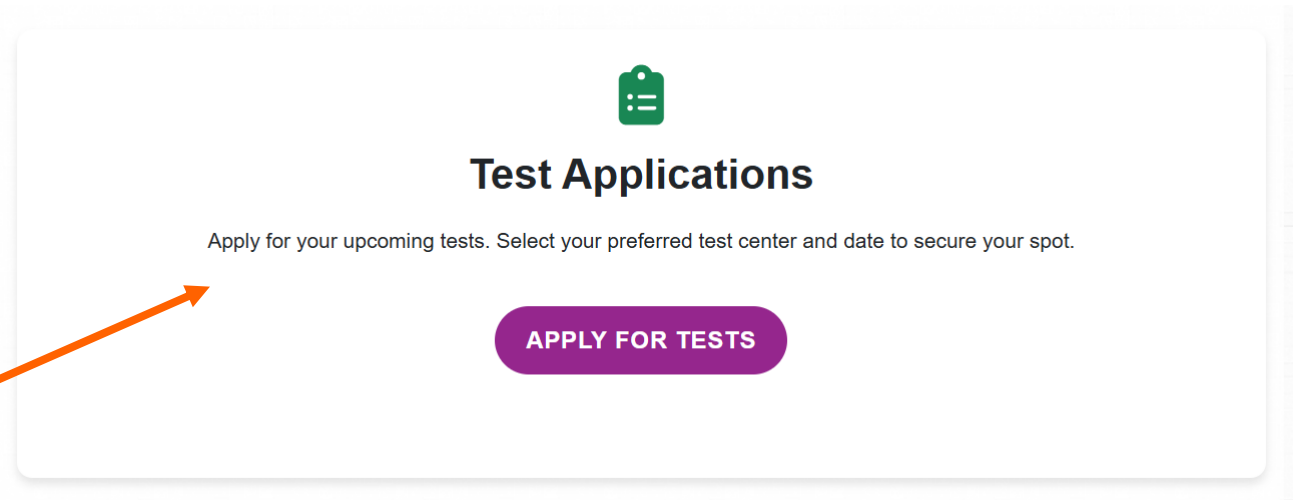 Test Applications
Apply for your upcoming tests. Select your preferred test center and date to secure your spot.
APPLY FOR TESTS